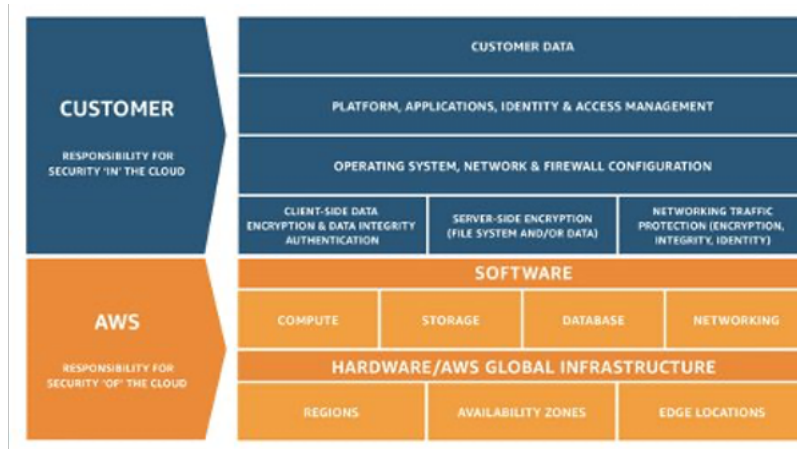 CUSTOMER
RESPONSIBILITY FOR
SECURITY 'IN' THE CLOUD
CUSTOMER DATA
PLATFORM, APPLICATIONS, IDENTITY & ACCESS MANAGEMENT
OPERATING SYSTEM, NETWORK & FIREWALL CONFIGURATION
CLIENT-SIDE DATA
ENCRYPTION & DATA INTEGRITY
AUTHENTICATION
SERVER-SIDE ENCRYPTION
(FILE SYSTEM AND/OR DATA)
NETWORKING TRAFFIC
PROTECTION (ENCRYPTION,
INTEGRITY, IDENTITY)
AWS
RESPONSIBILITY FOR
SECURITY 'OF' THE CLOUD
SOFTWARE
COMPUTE
STORAGE
DATABASE
NETWORKING
HARDWARE/AWS GLOBAL INFRASTRUCTURE
REGIONS
AVAILABILITY ZONES
EDGE LOCATIONS